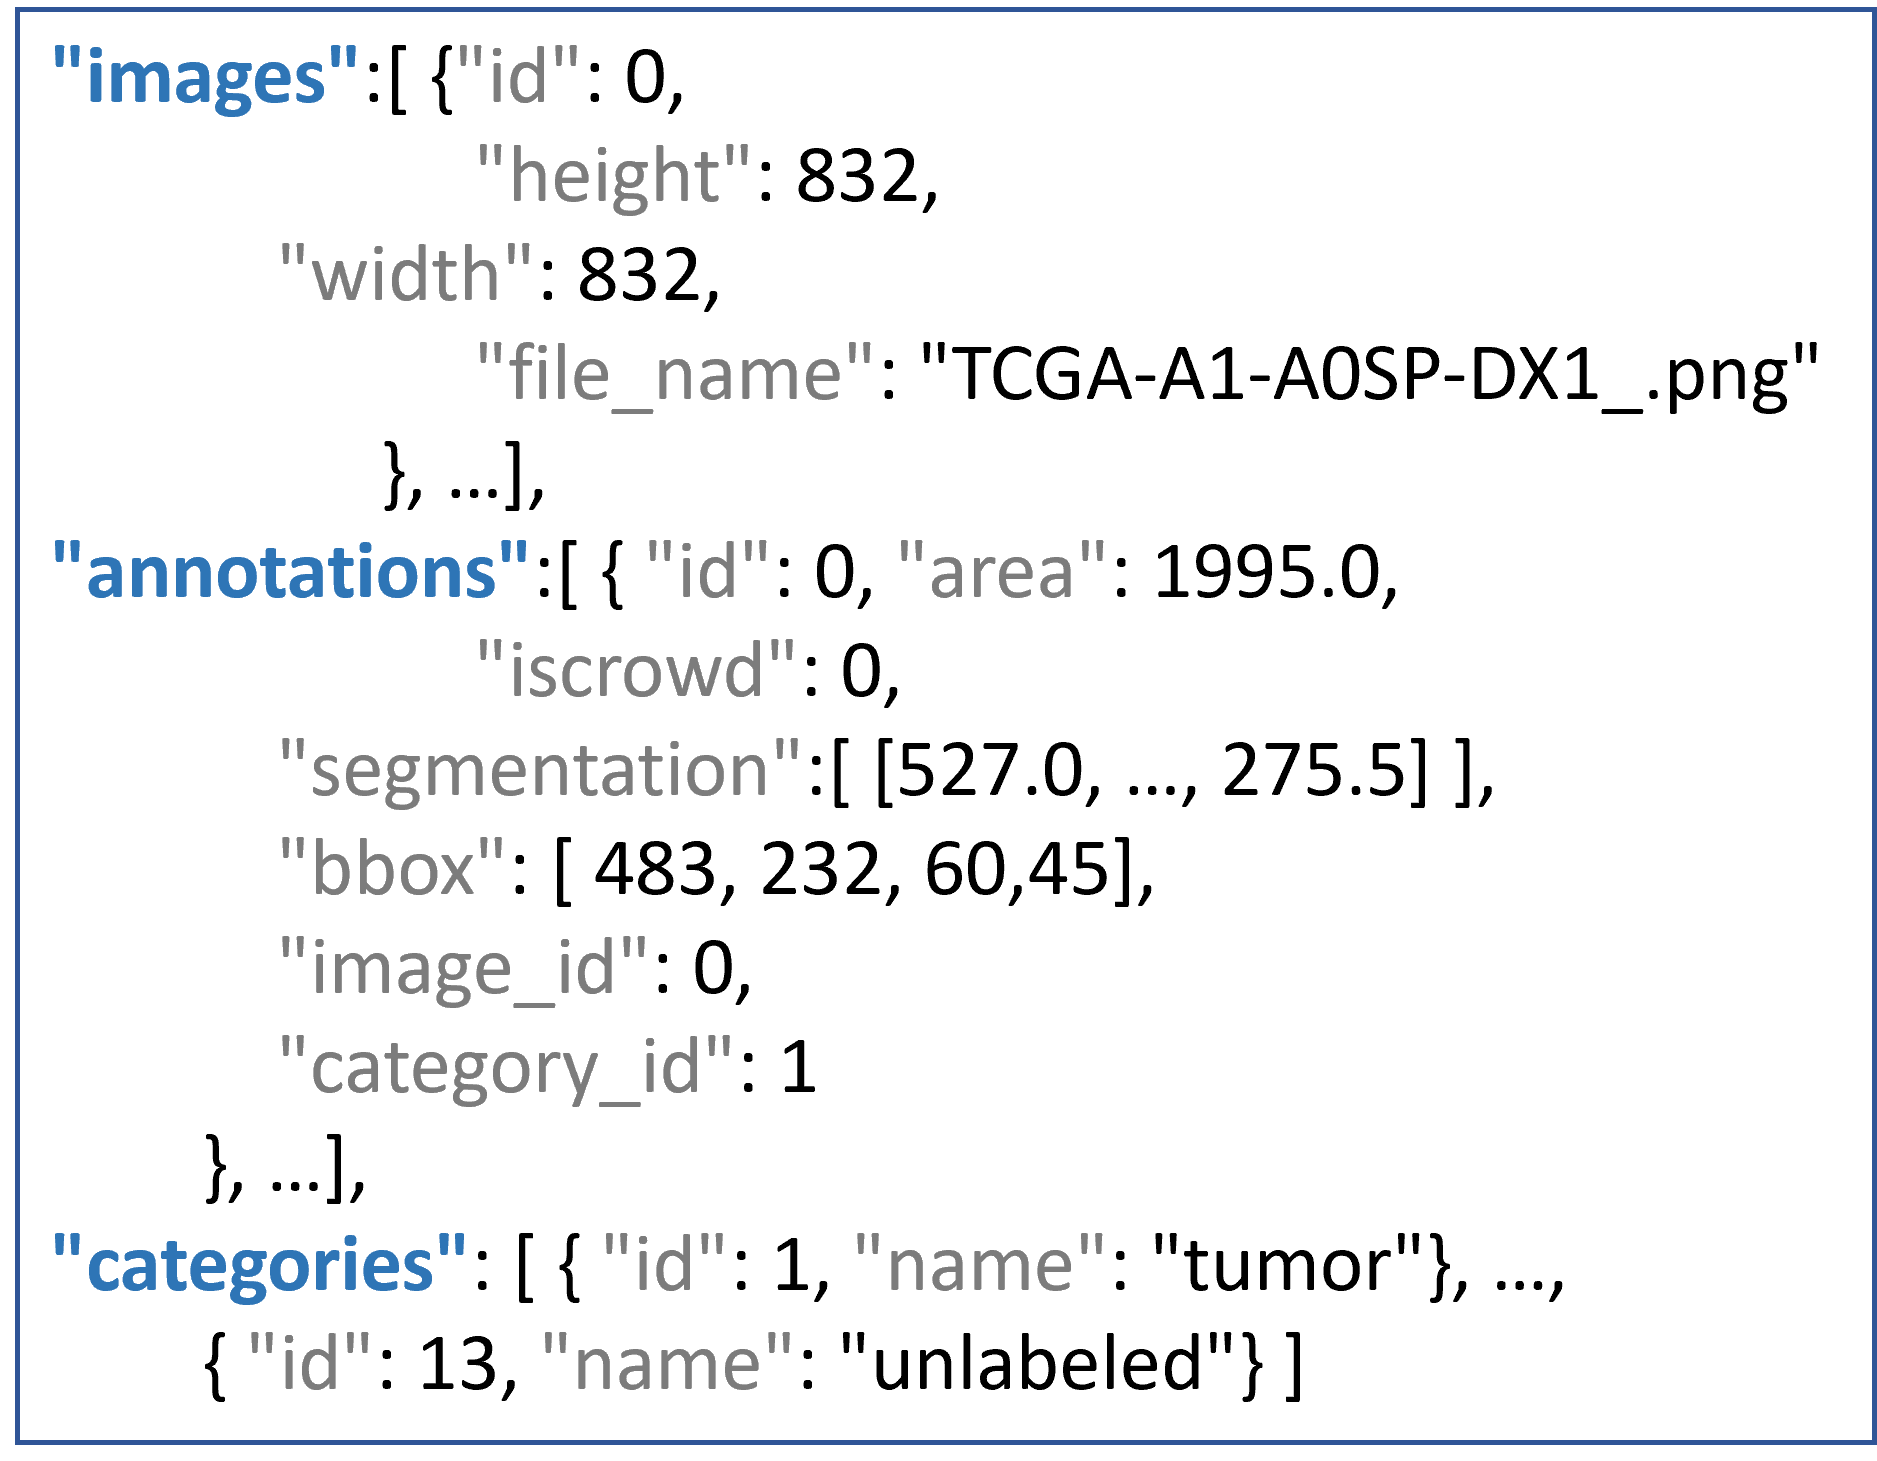 "images":[ {"id": 0,
"height": 832,
"width": 832,
"file_name": "TCGA-A1-A0SP-DX1_.png"
}, ...],
"annotations":[ { "id": 0, "area": 1995.0,
"iscrowd": 0,
"segmentation":[ [527.0, ..., 275.5] ],
"bbox": [ 483, 232, 60,45],
"image_id": 0,
"category_id": 1
}, ...],
"categories": [ { "id": 1, "name": "tumor"}, ...,
{ "id": 13, "name": "unlabeled"} ]